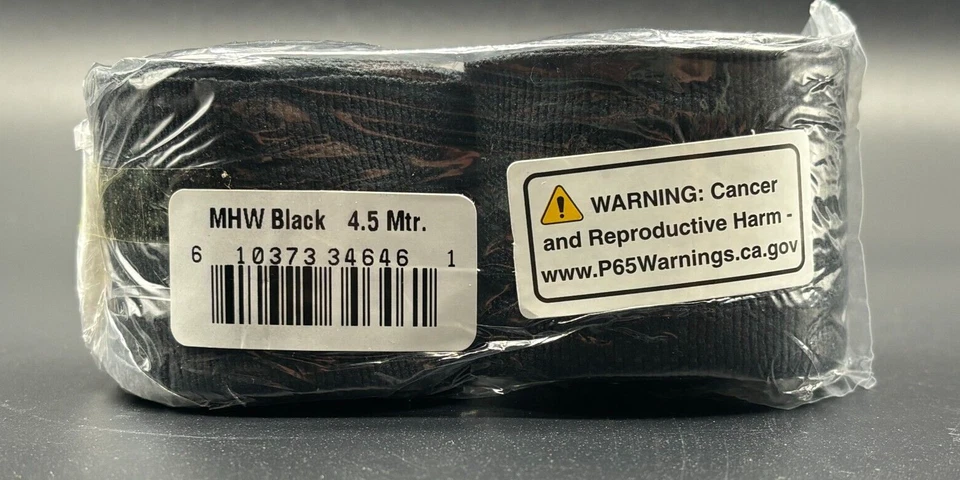 MHW Black 4.5 Mtr.
6 10373 34646 1
WARNING: Cancer
and Reproductive Harm -
www.P65Warnings.ca.gov